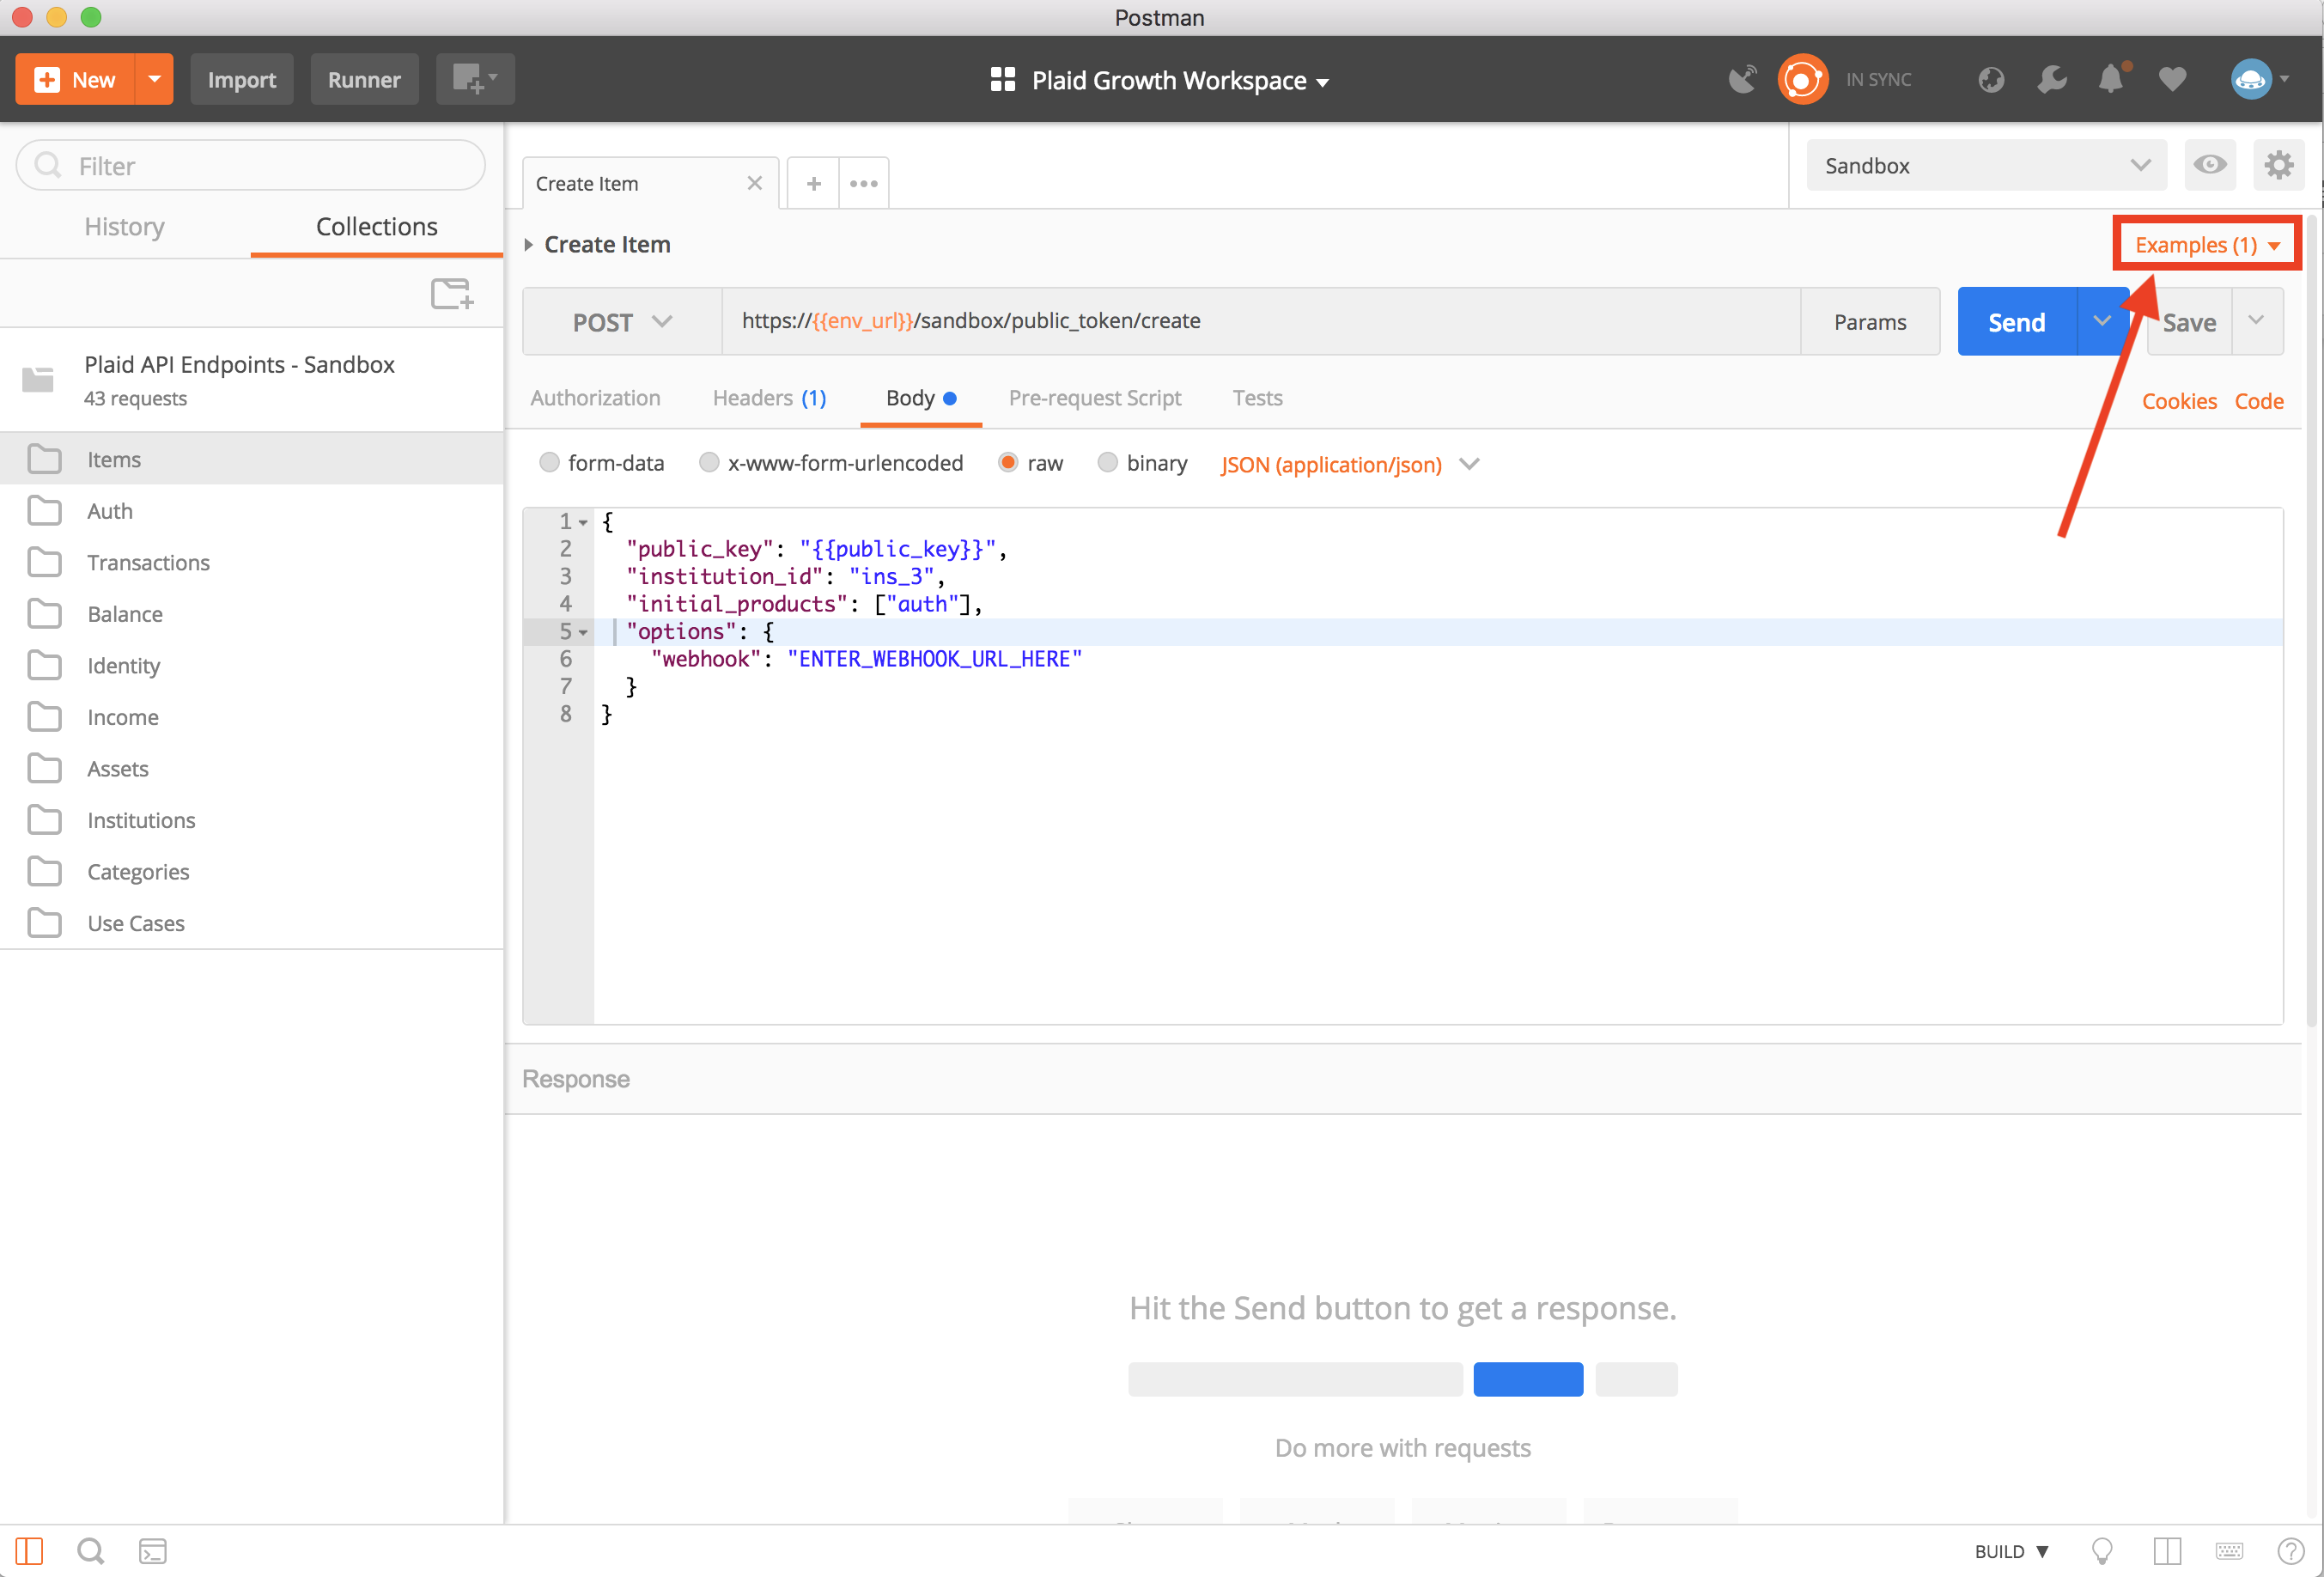 Postman
New
Import
Runner
Plaid Growth Workspace
IN SYNC
Filter
History
Collections
Plaid API Endpoints - Sandbox
43 requests
Items
Auth
Transactions
Balance
Identity
Income
Assets
Institutions
Categories
Use Cases
Create Item
Sandbox
Create Item
Examples (1)
POST
https://{{env_url}}/sandbox/public_token/create
Params
Send
Save
Authorization
Headers (1)
Body
Pre-request Script
Tests
Cookies
Code
form-data
x-www-form-urlencoded
raw
binary
JSON (application/json)
1 {
2 "public_key": "{{public_key}}",
3 "institution_id": "ins_3",
4 "initial_products": ["auth"],
5 "options": {
6 "webhook": "ENTER_WEBHOOK_URL_HERE"
7 }
8 }
Response
Hit the Send button to get a response.
Do more with requests
BUILD